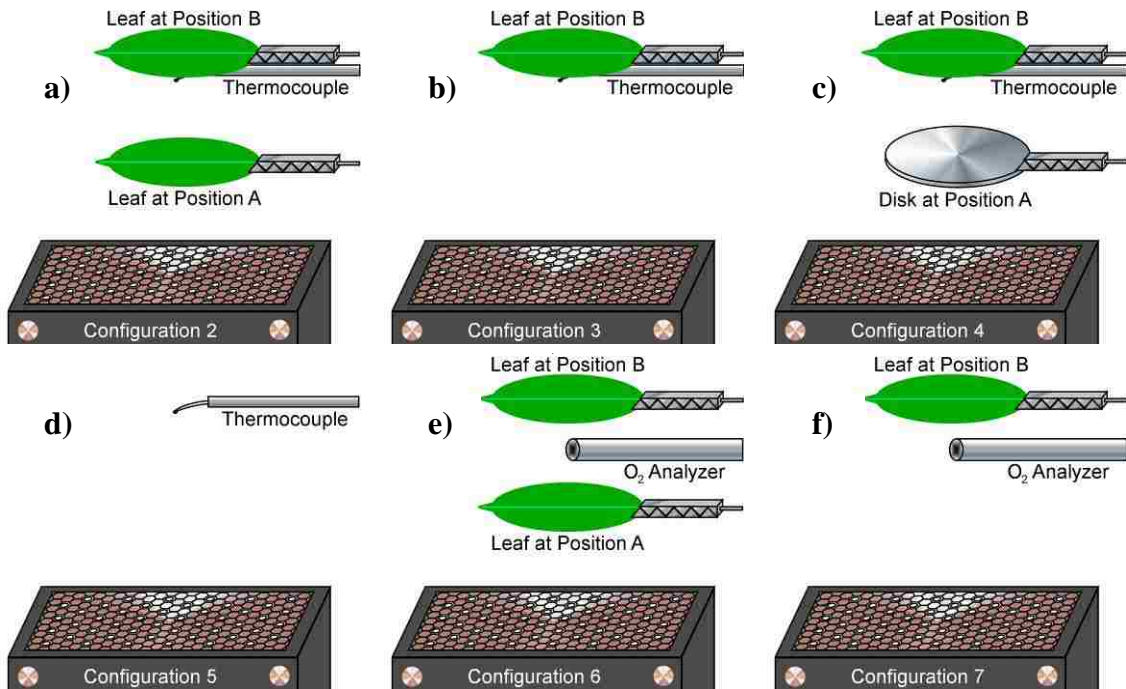 a)
Leaf at Position B
Thermocouple
Leaf at Position A
Configuration 2
b)
Leaf at Position B
Thermocouple
Configuration 3
c)
Leaf at Position B
Thermocouple
Disk at Position A
Configuration 4
d)
Thermocouple
Configuration 5
e)
Leaf at Position B
O₂ Analyzer
Leaf at Position A
Configuration 6
f)
Leaf at Position B
O₂ Analyzer
Configuration 7